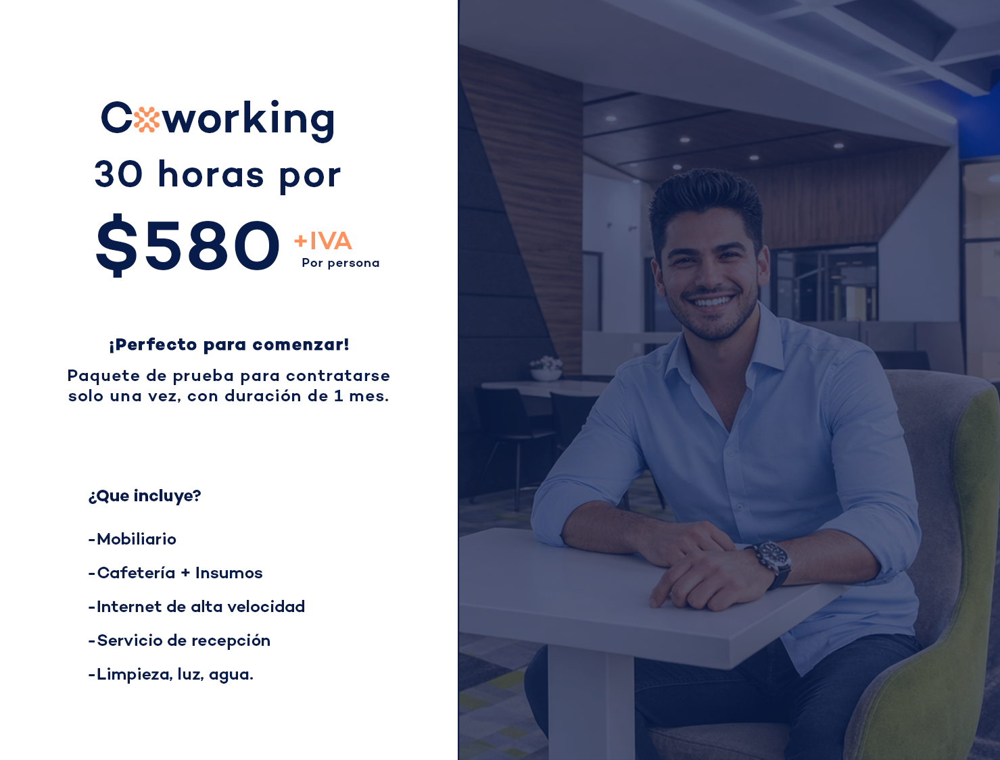 Coworking
30 horas por
$580 +IVA
Por persona
¡Perfecto para comenzar!
Paquete de prueba para contratarse
solo una vez, con duración de 1 mes.
¿Que incluye?
-Mobiliario
-Cafetería + Insumos
-Internet de alta velocidad
-Servicio de recepción
-Limpieza, luz, agua.